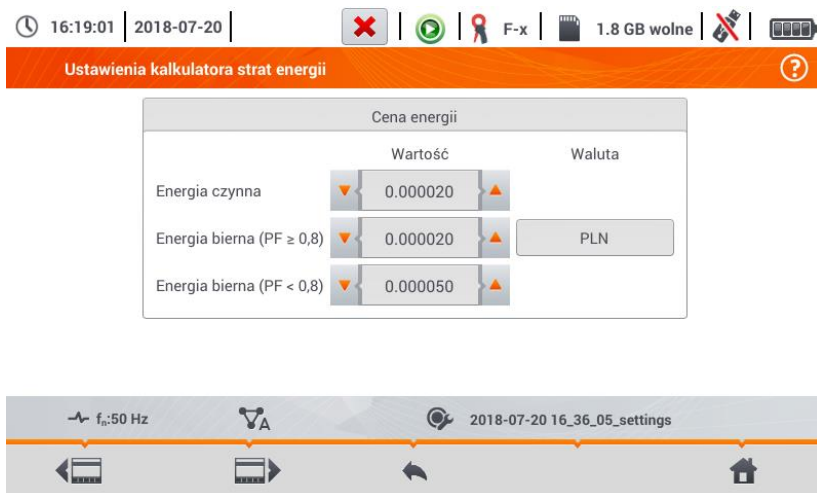 16:19:01 2018-07-20 F-x 1.8 GB wolne
Ustawienia kalkulatora strat energii ?
Cena energii
Wartość Waluta
Energia czynna 0.000020
Energia bierna (PF ≥ 0,8) 0.000020 PLN
Energia bierna (PF < 0,8) 0.000050
fn:50 Hz A 2018-07-20 16_36_05_settings